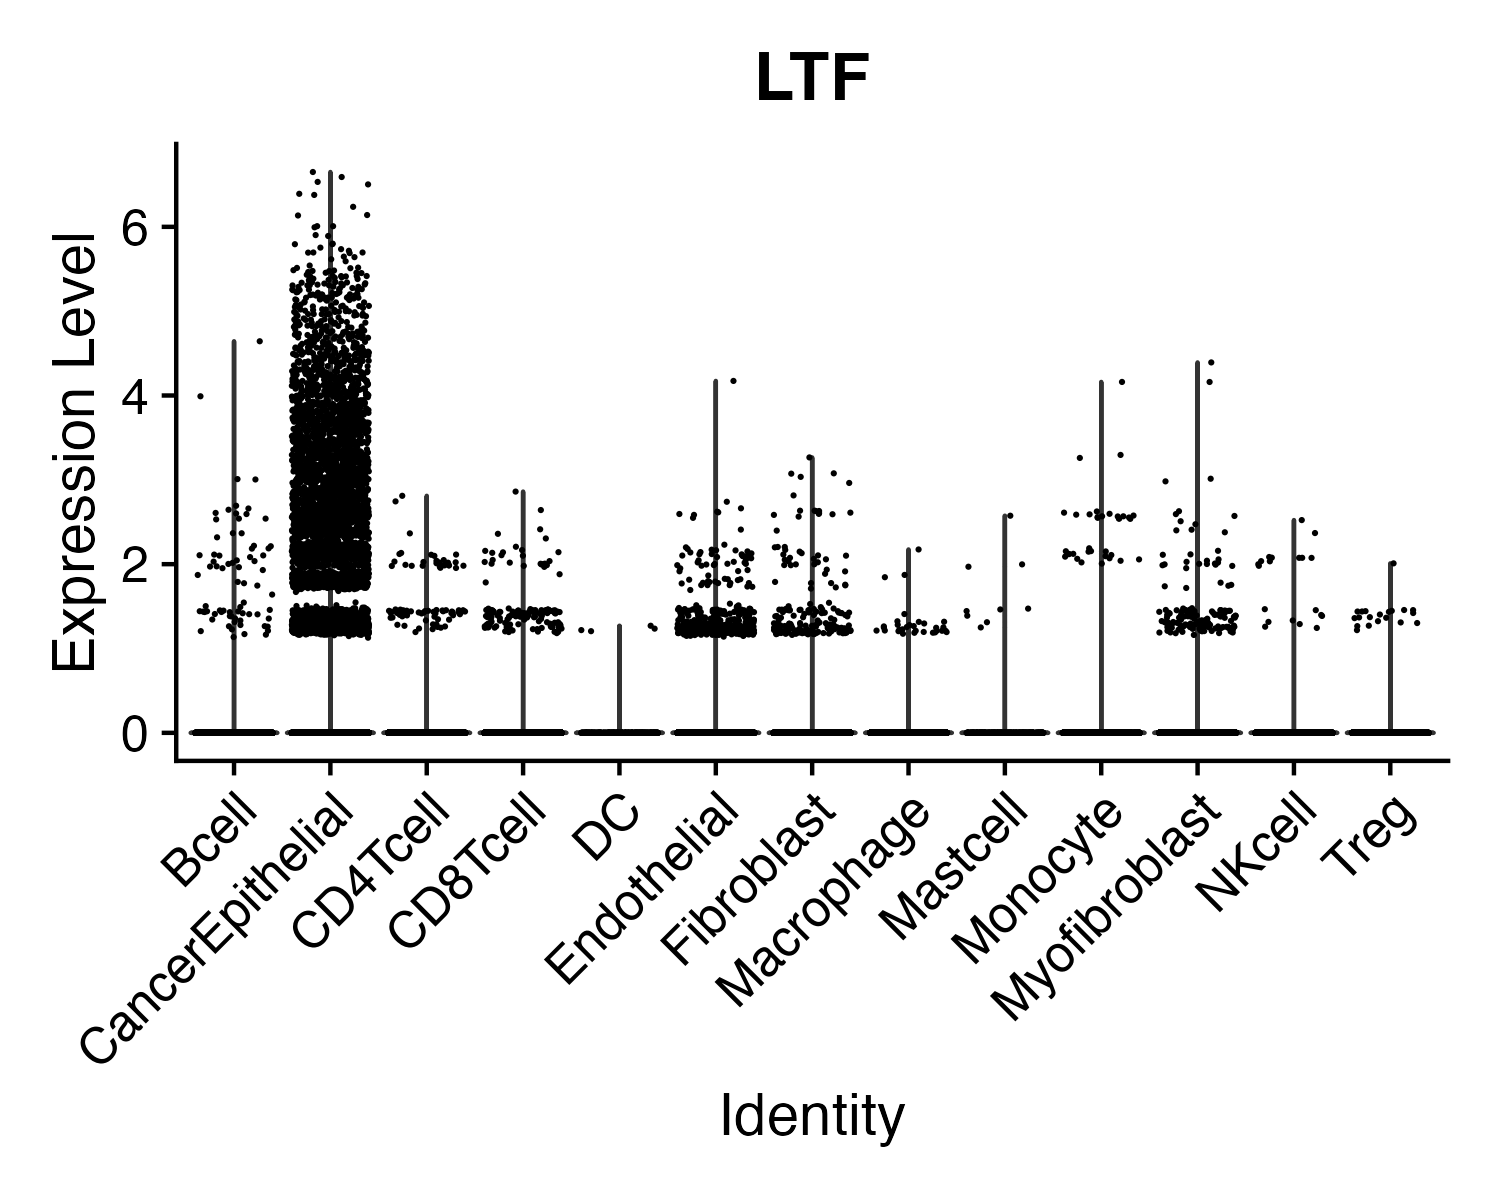 LTF
Expression Level
6
4
2
0
Bcell
CancerEpithelial
CD4Tcell
CD8Tcell
DC
Endothelial
Fibroblast
Macrophage
Mastcell
Monocyte
Myofibroblast
NKcell
Treg
Identity